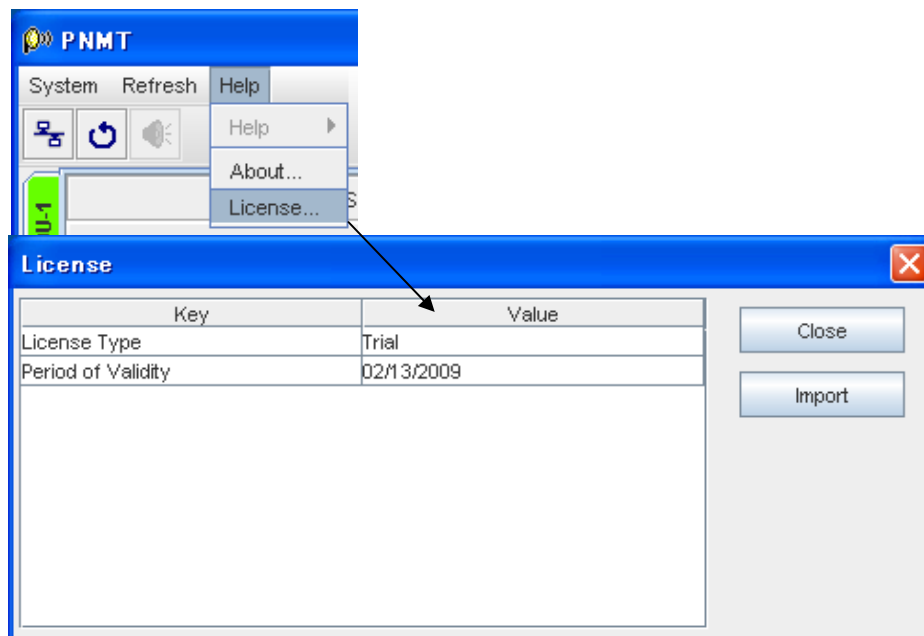 PNMT
System Refresh Help
Help
About...
License...
S
License
Key Value
License Type Trial
Period of Validity 02/13/2009
Close
Import